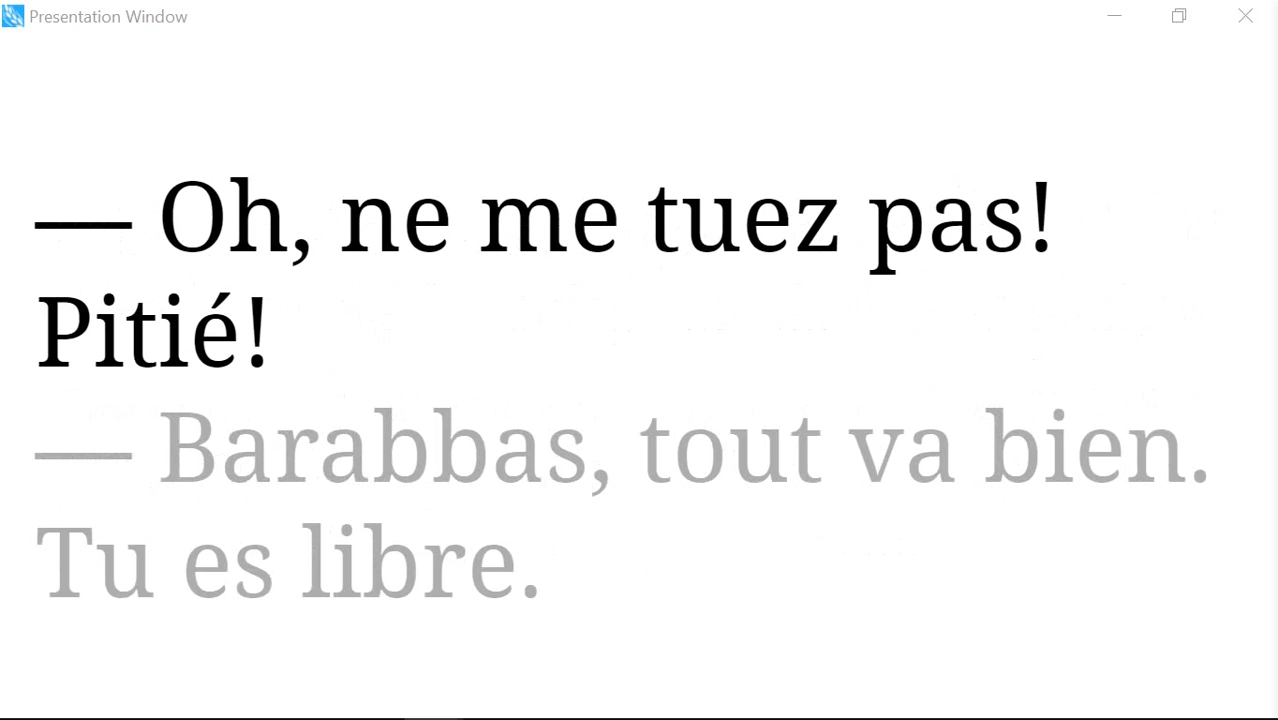 Presentation Window
— Oh, ne me tuez pas!
Pitié!
— Barabbas, tout va bien.
Tu es libre.